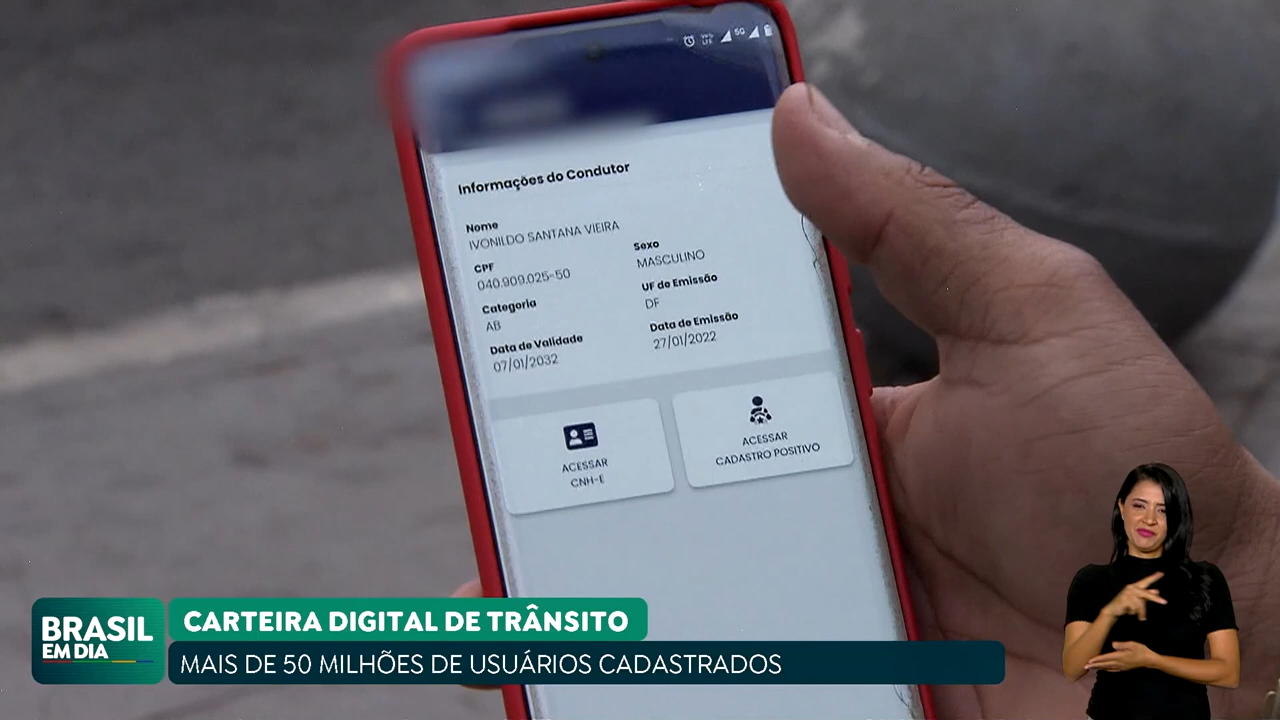 5G
Informações do Condutor
Nome
IVONILDO SANTANA VIEIRA
CPF
040.909.025-50
Sexo
MASCULINO
Categoria
AB
UF de Emissão
DF
Data de Validade
07/01/2032
Data de Emissão
27/01/2022
ACESSAR
CNH-E
ACESSAR
CADASTRO POSITIVO
BRASIL
EM DIA
CARTEIRA DIGITAL DE TRÂNSITO
MAIS DE 50 MILHÕES DE USUÁRIOS CADASTRADOS